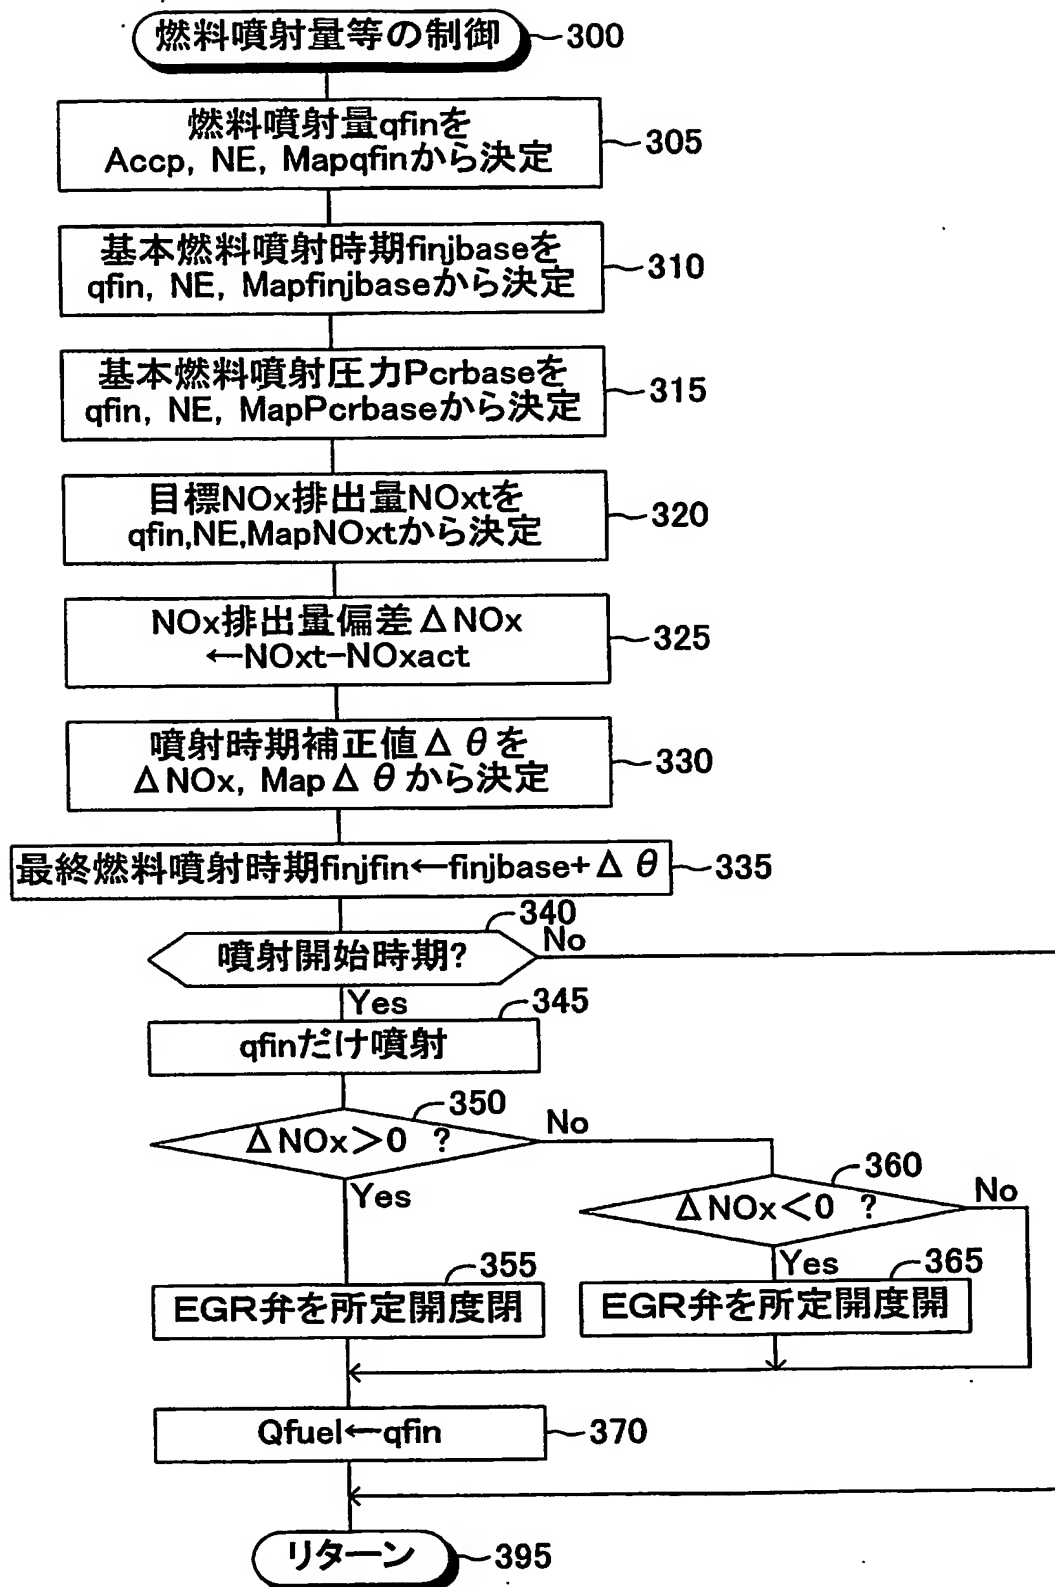 燃料噴射量等の制御
300
燃料噴射量qfinを
Accp, NE, Mapqfinから決定
305
基本燃料噴射時期finjbaseを
qfin, NE, Mapfinjbaseから決定
310
基本燃料噴射圧力Pcrbaseを
qfin, NE, MapPcrbaseから決定
315
目標NOx排出量NOxtを
qfin,NE,MapNOxtから決定
320
NOx排出量偏差ΔNOx
←NOxt-NOxact
325
噴射時期補正値Δθを
ΔNOx, MapΔθから決定
330
最終燃料噴射時期finjfin←finjbase+Δθ
335
340
噴射開始時期?
No
Yes
345
qfinだけ噴射
350
ΔNOx>0 ?
No
Yes
360
ΔNOx<0 ?
No
Yes
355
EGR弁を所定開度閉
365
EGR弁を所定開度開
Qfuel←qfin
370
リターン
395